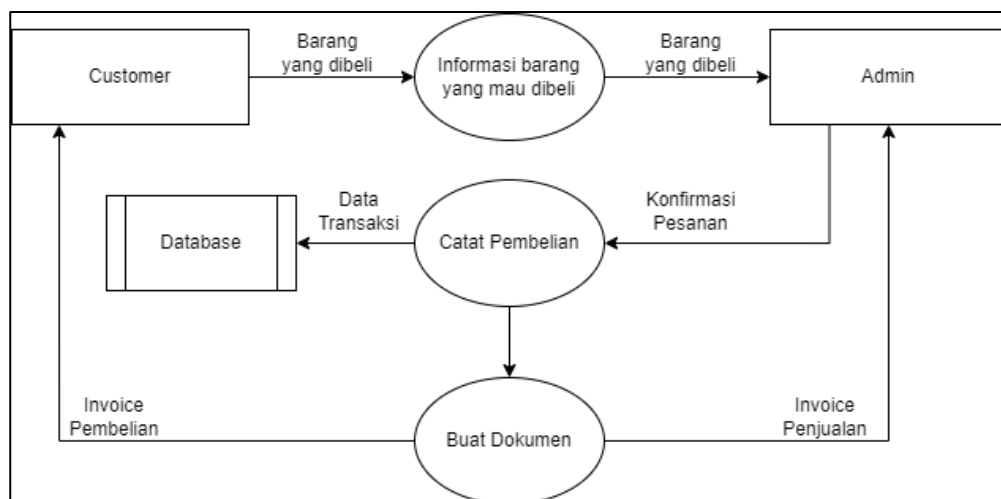 Customer
Barang
yang dibeli
Informasi barang
yang mau dibeli
Barang
yang dibeli
Admin
Database
Data
Transaksi
Catat Pembelian
Konfirmasi
Pesanan
Invoice
Pembelian
Buat Dokumen
Invoice
Penjualan